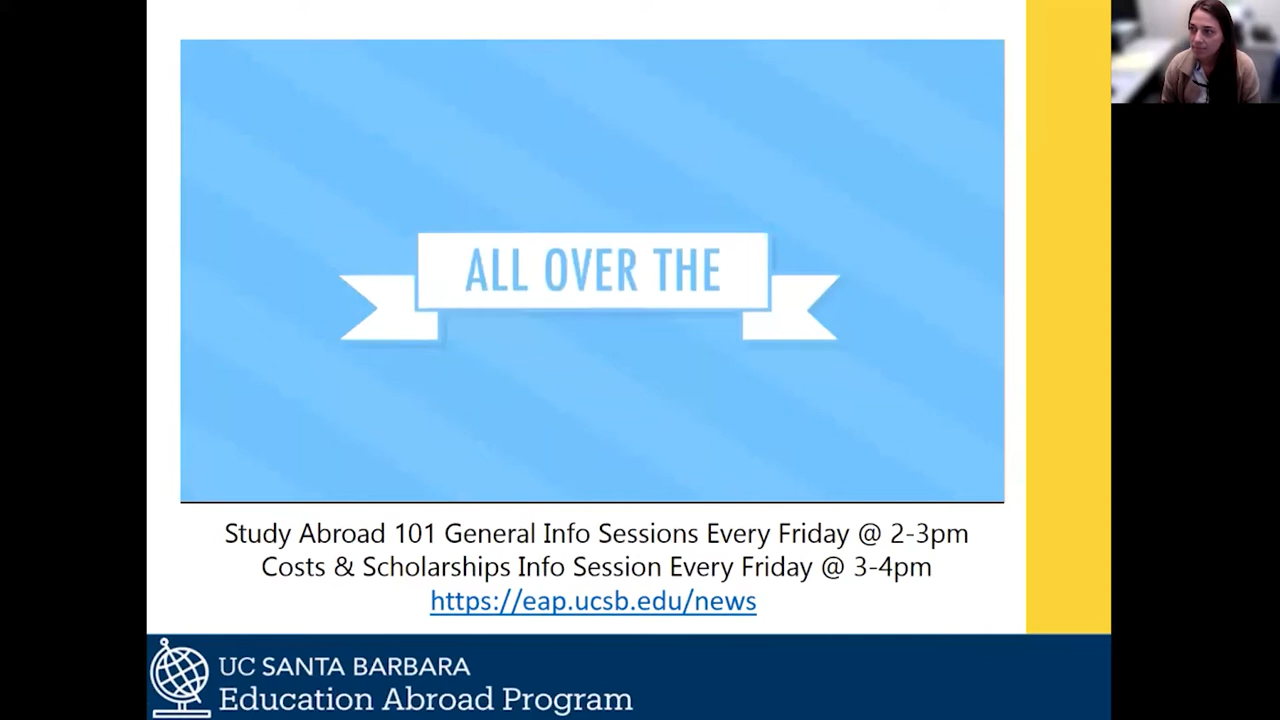 ALL OVER THE
Study Abroad 101 General Info Sessions Every Friday @ 2-3pm
Costs & Scholarships Info Session Every Friday @ 3-4pm
https://eap.ucsb.edu/news
UC SANTA BARBARA
Education Abroad Program